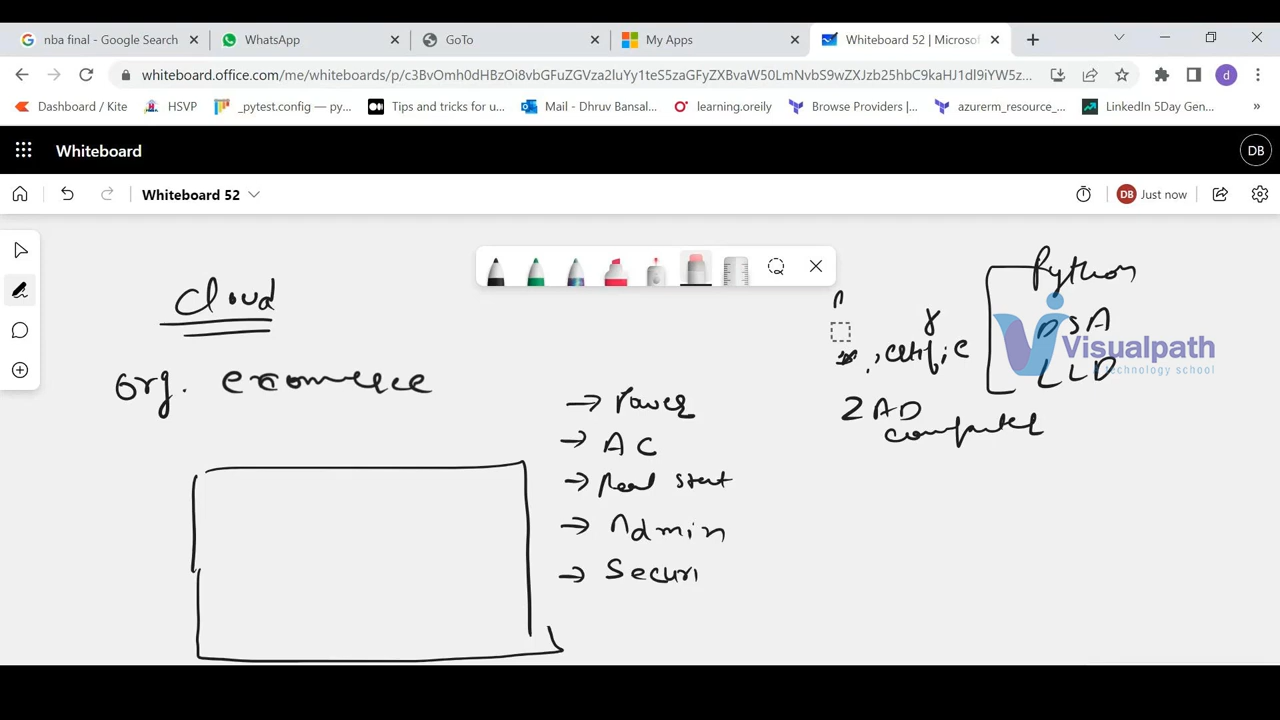 nba final - Google Search
WhatsApp
GoTo
My Apps
Whiteboard 52 | Microsof
whiteboard.office.com/me/whiteboards/p/c3BvOmh0dHBzOi8vbGFuZGVza2luYy1teS5zaGFyZXBvaW50LmNvbS9wZXJzb25hbC9kaHJ1dl9iYW5z...
Dashboard / Kite
HSVP
_pytest.config — py...
Tips and tricks for u...
Mail - Dhruv Bansal...
learning.oreily
Browse Providers |...
azurerm_resource_...
LinkedIn 5Day Gen...
»
Whiteboard
DB
Whiteboard 52
DB Just now
Cloud
org. ecommerce
→ Power
→ AC
→ Real stert
→ Admin
→ Securi
, certific
2 AD
computer
Python
DSA
LLD
Visualpath
a technology school